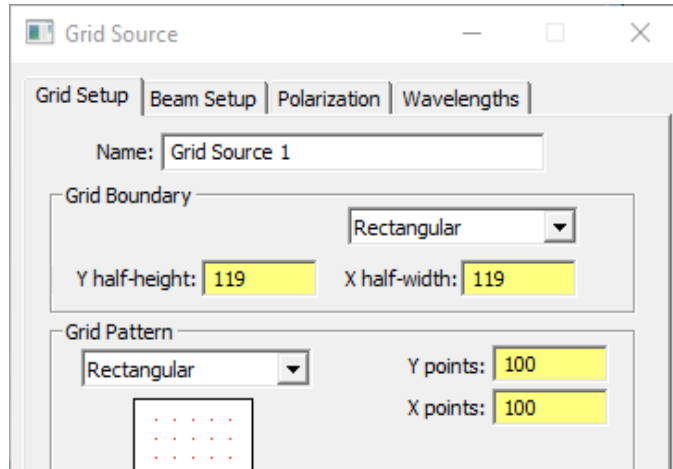 Grid Source
Grid Setup Beam Setup Polarization Wavelengths
Name: Grid Source 1
Grid Boundary
Rectangular
Y half-height: 119 X half-width: 119
Grid Pattern
Rectangular Y points: 100
X points: 100